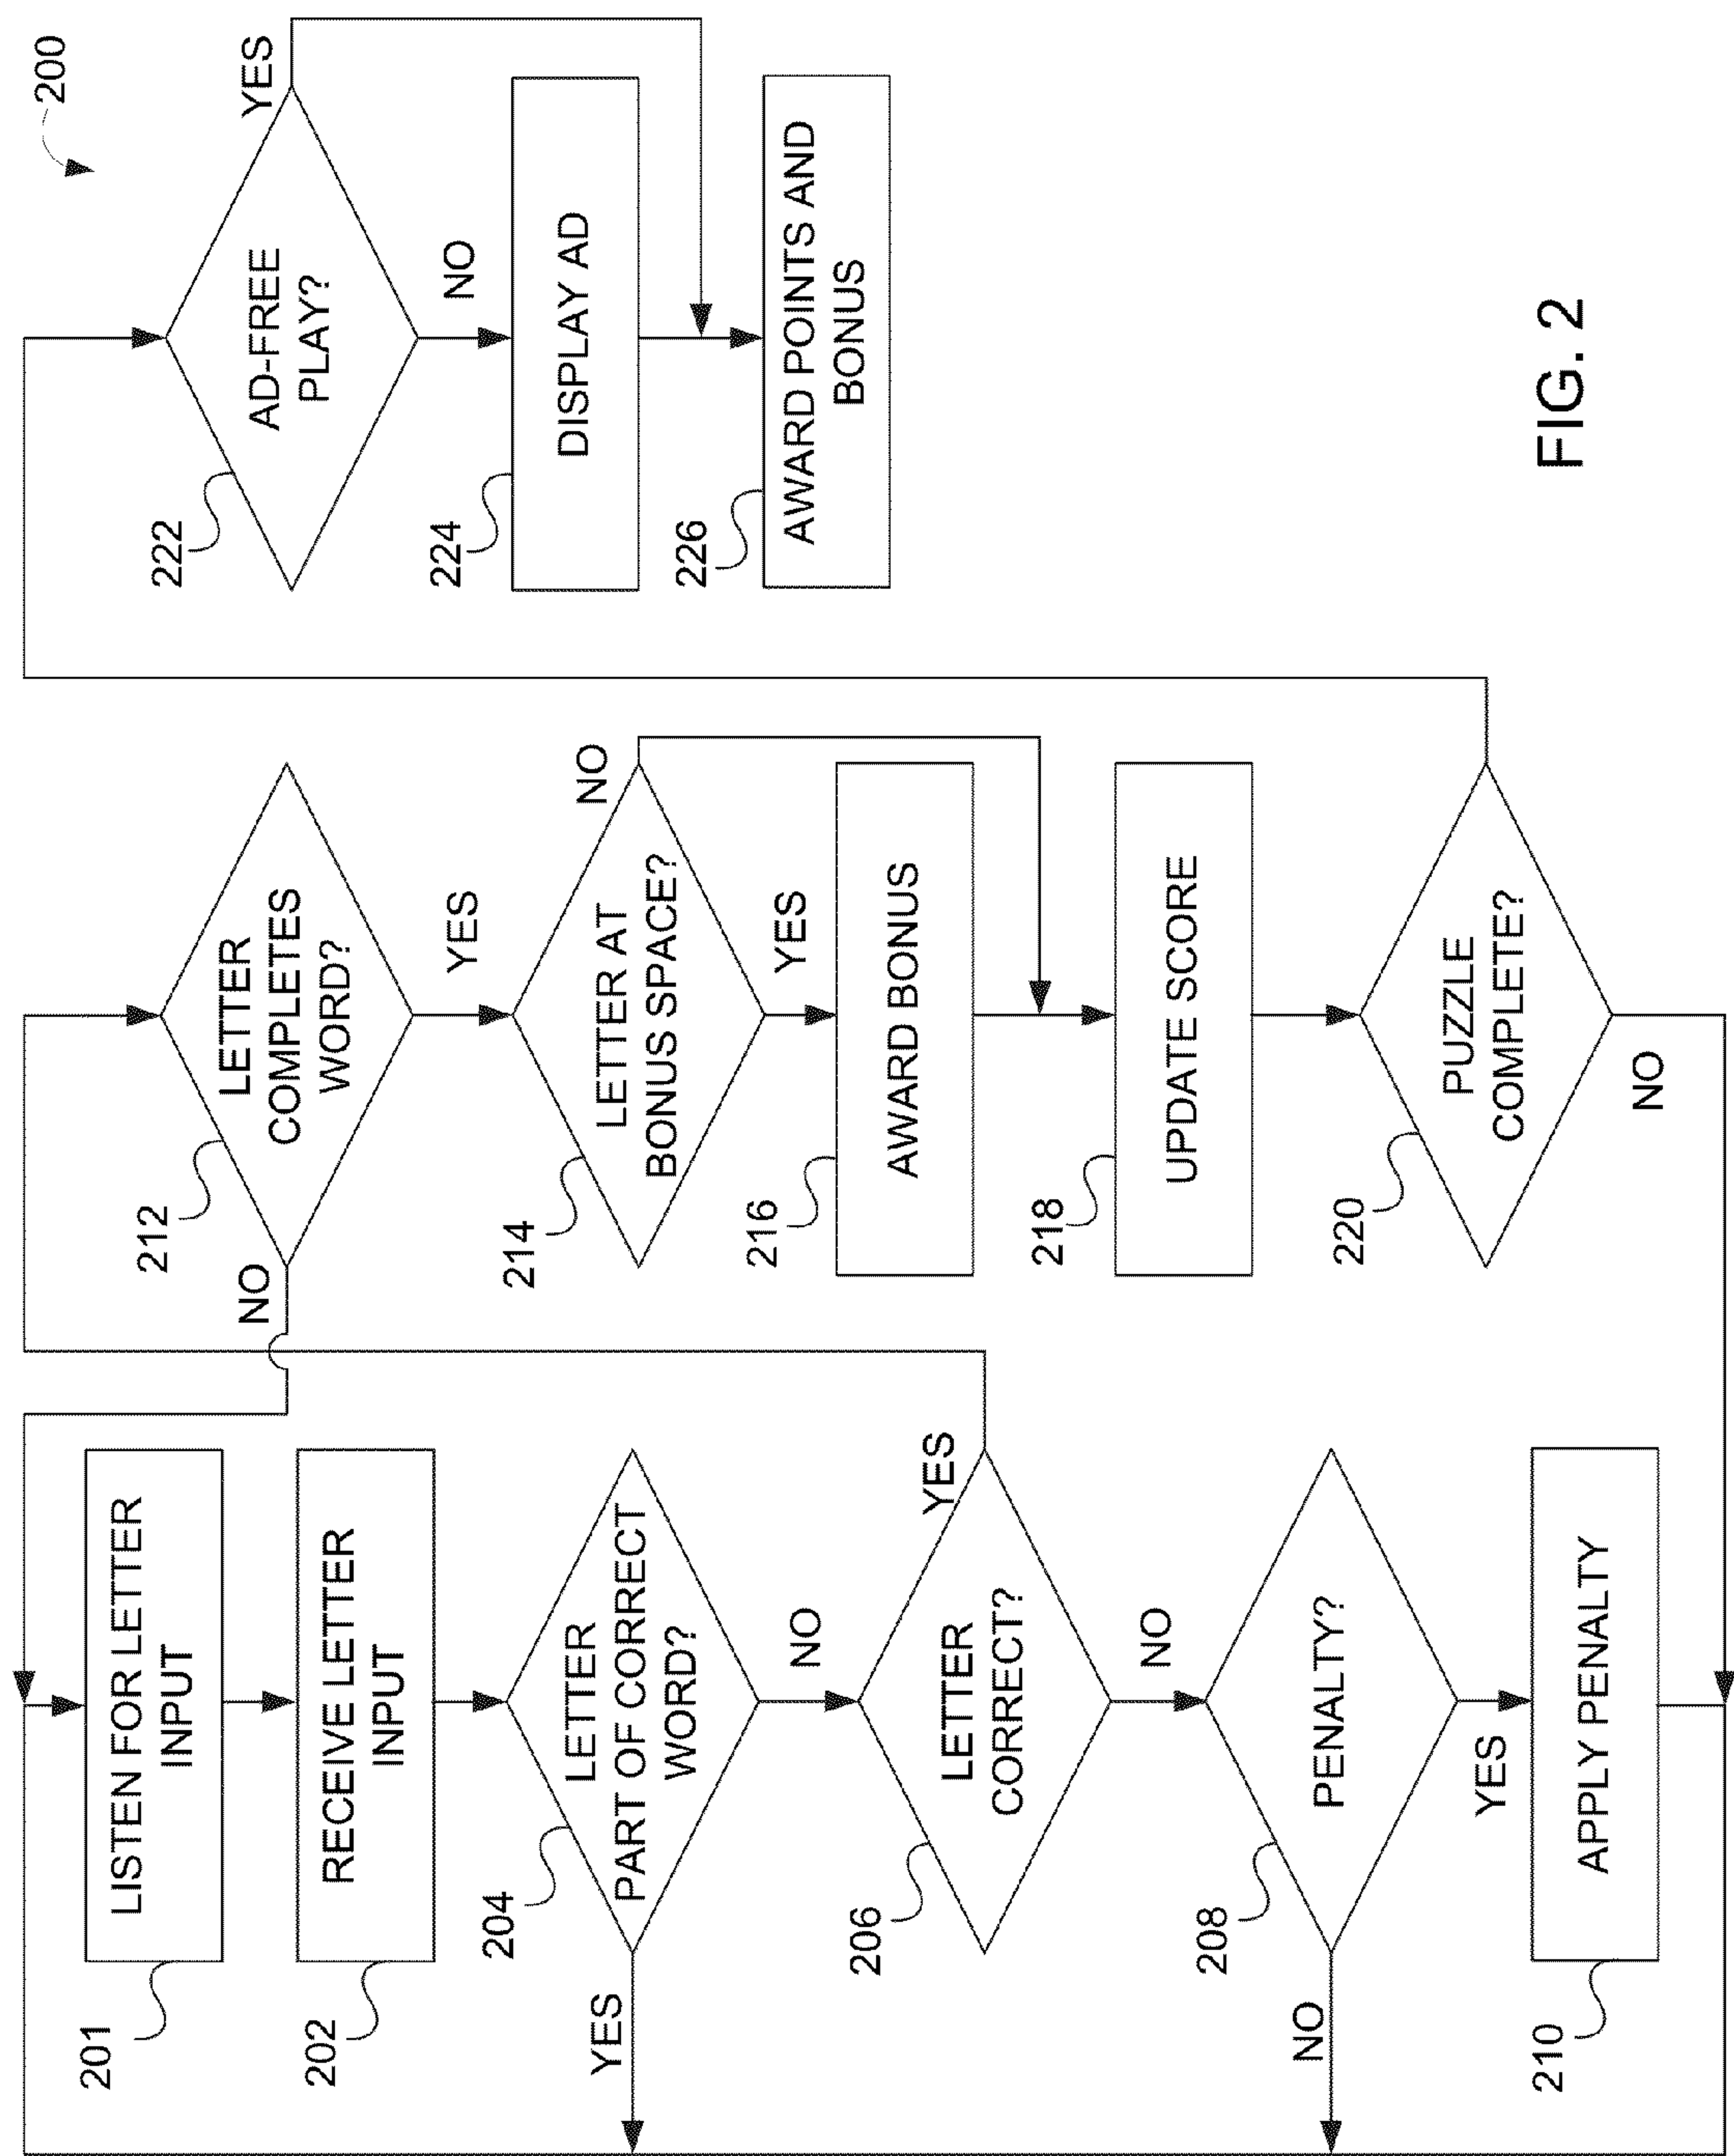 200
201
LISTEN FOR LETTER
INPUT
202
RECEIVE LETTER
INPUT
204
LETTER
PART OF CORRECT
WORD?
YES
NO
206
LETTER
CORRECT?
YES
NO
208
PENALTY?
NO
YES
210
APPLY PENALTY
212
LETTER
COMPLETES
WORD?
NO
YES
214
LETTER AT
BONUS SPACE?
NO
YES
216
AWARD BONUS
218
UPDATE SCORE
220
PUZZLE
COMPLETE?
NO
222
AD-FREE
PLAY?
YES
NO
224
DISPLAY AD
226
AWARD POINTS AND
BONUS
FIG. 2